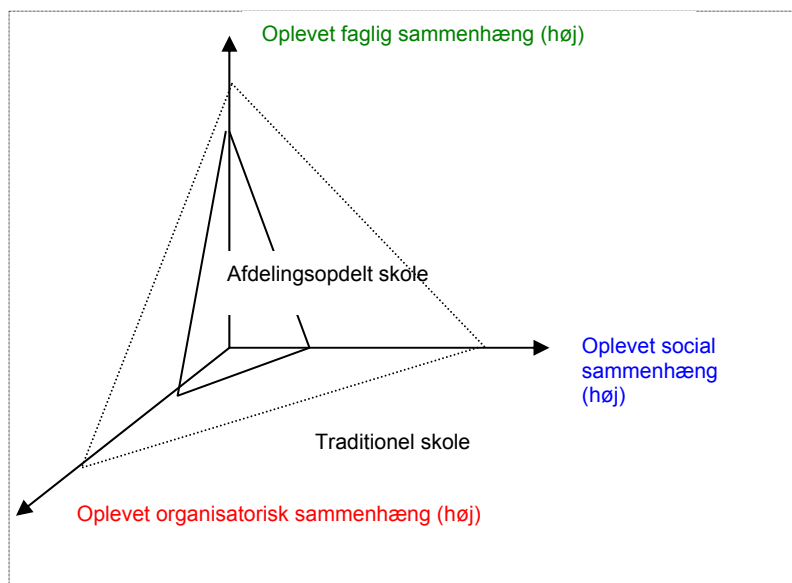 Oplevet faglig sammenhæng (høj)
Afdelingsopdelt skole
Oplevet social
sammenhæng
(høj)
Traditionel skole
Oplevet organisatorisk sammenhæng (høj)